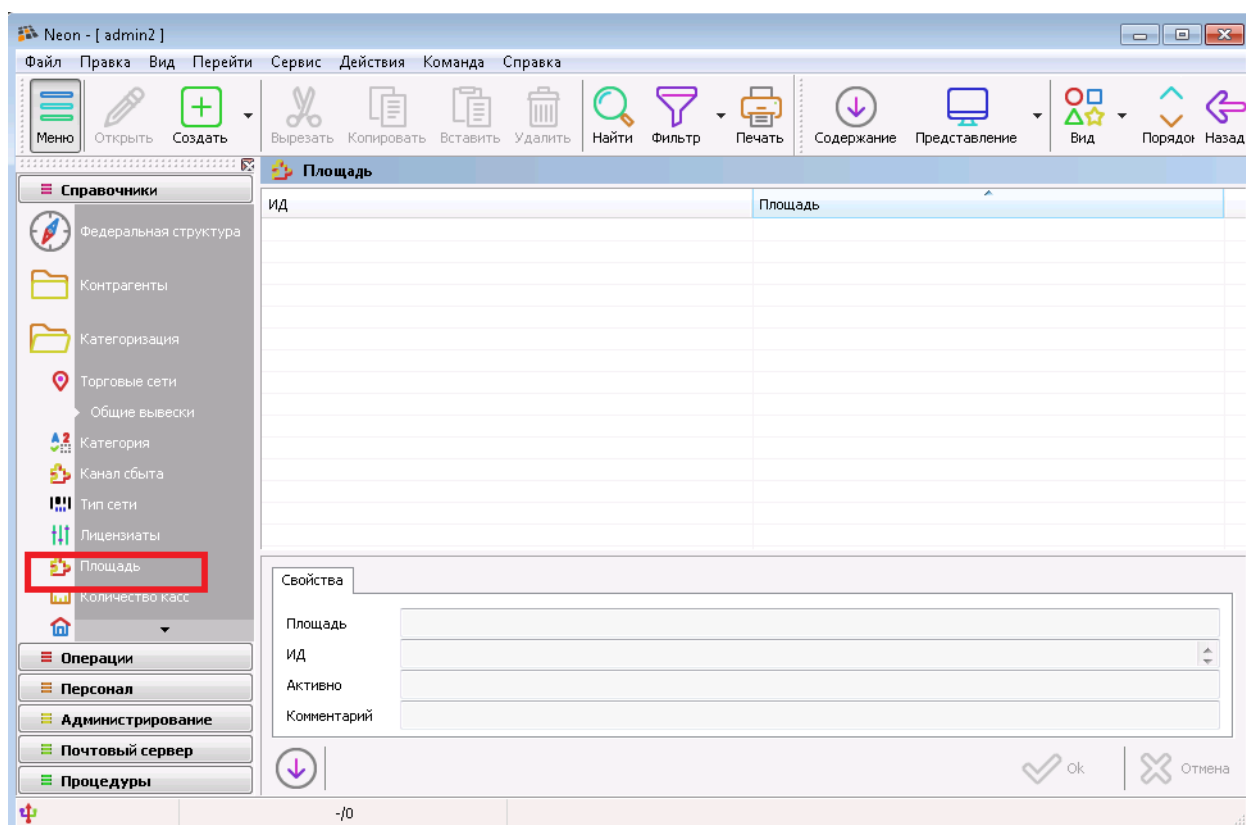 Neon - [ admin2 ]
Файл Правка Вид Перейти Сервис Действия Команда Справка
Меню Открыть Создать Вырезать Копировать Вставить Удалить Найти Фильтр Печать Содержание Представление Вид Порядок Назад
Справочники
Федеральная структура
Контрагенты
Категоризация
Торговые сети
Общие вывески
Категория
Канал сбыта
Тип сети
Лицензиаты
Площадь
Количество касс
Операции
Персонал
Администрирование
Почтовый сервер
Процедуры
Площадь
ИД Площадь
Свойства
Площадь
ИД
Активно
Комментарий
Ok Отмена
-/0